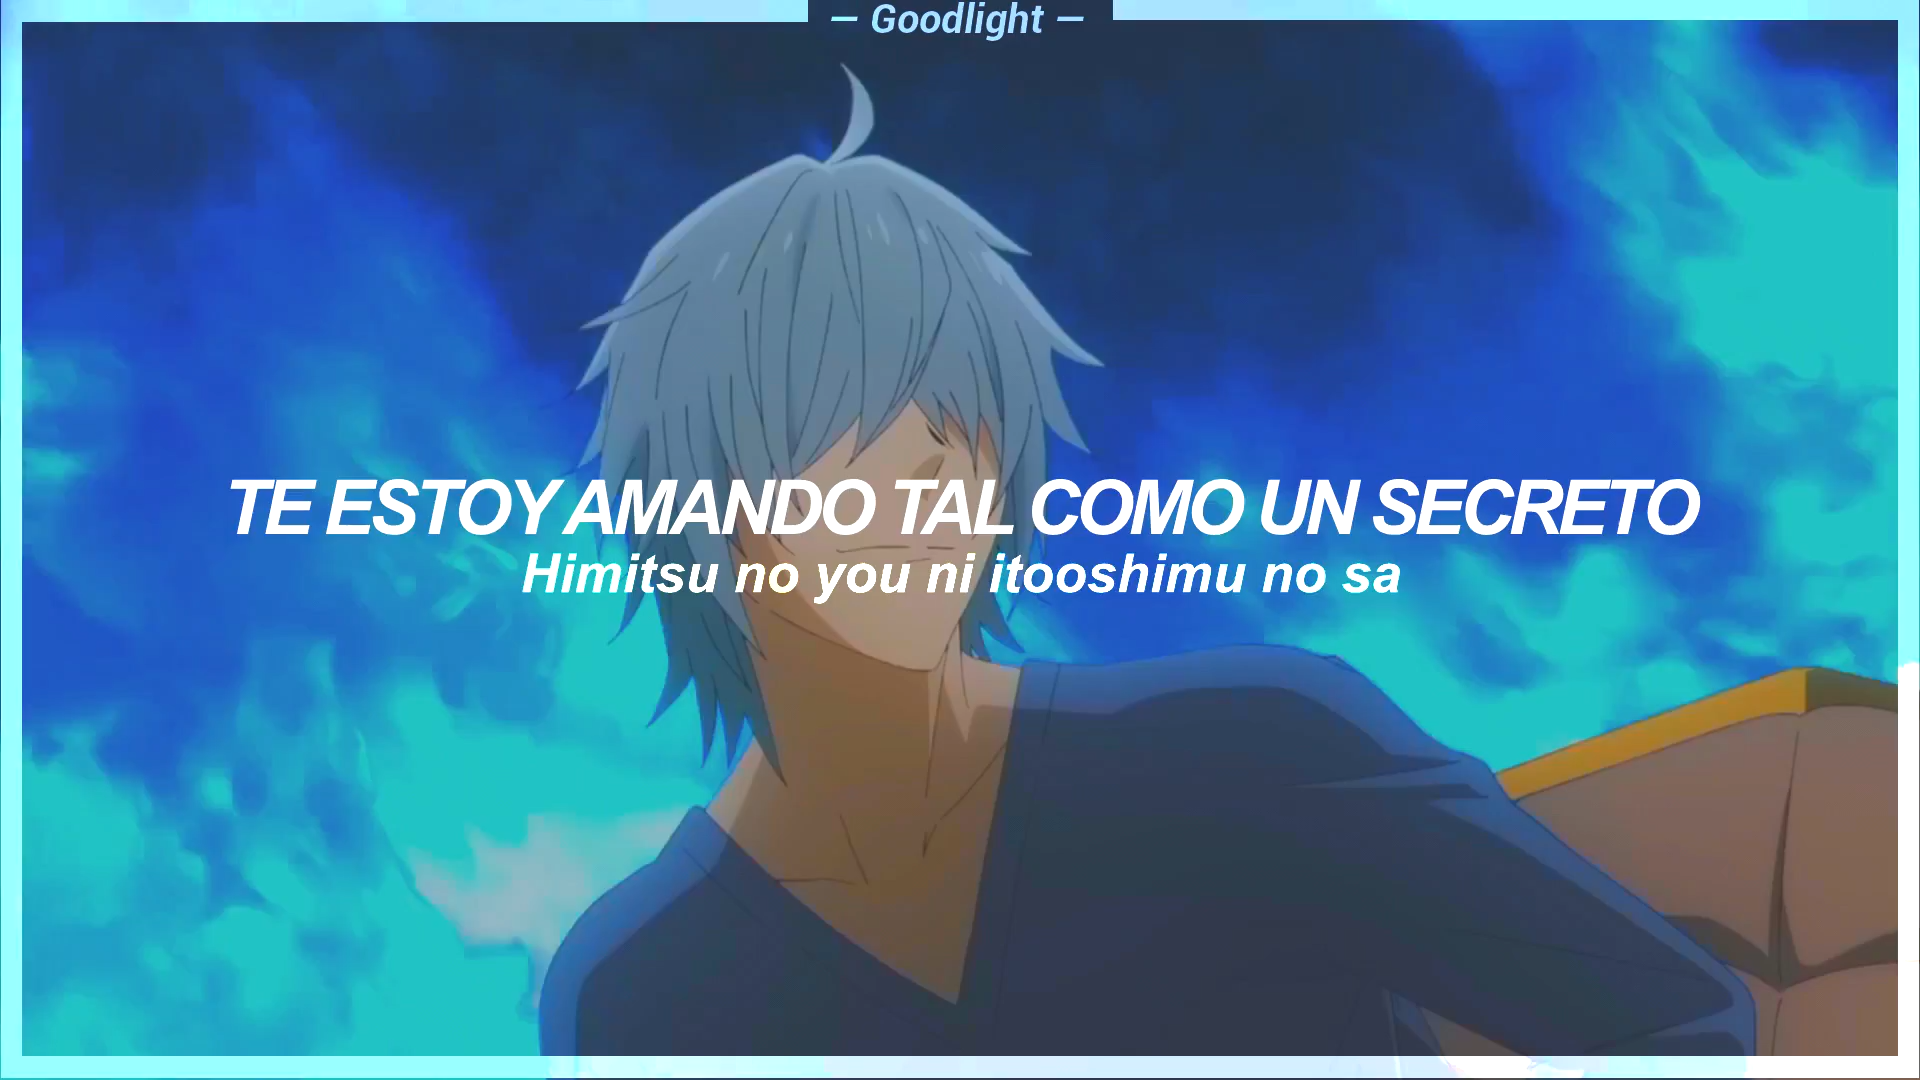 — Goodlight —
TE ESTOY AMANDO TAL COMO UN SECRETO
Himitsu no you ni itooshimu no sa